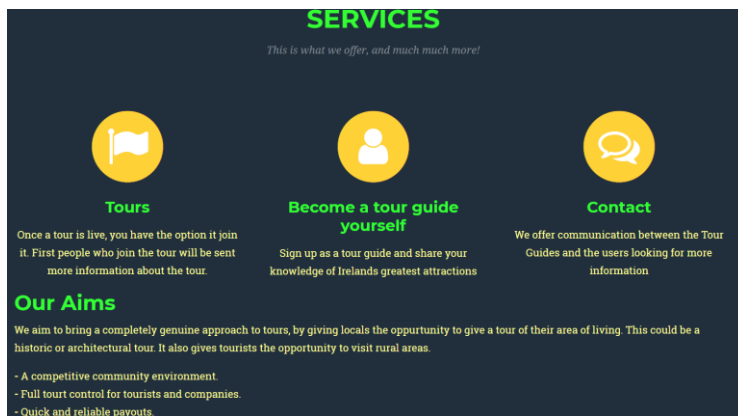 SERVICES
This is what we offer, and much much more!
Tours
Once a tour is live, you have the option it join
it. First people who join the tour will be sent
more information about the tour.
Become a tour guide
yourself
Sign up as a tour guide and share your
knowledge of Irelands greatest attractions
Contact
We offer communication between the Tour
Guides and the users looking for more
information
Our Aims
We aim to bring a completely genuine approach to tours, by giving locals the oppurtunity to give a tour of their area of living. This could be a
historic or architectural tour. It also gives tourists the opportunity to visit rural areas.
- A competitive community environment.
- Full tourt control for tourists and companies.
- Quick and reliable payouts.